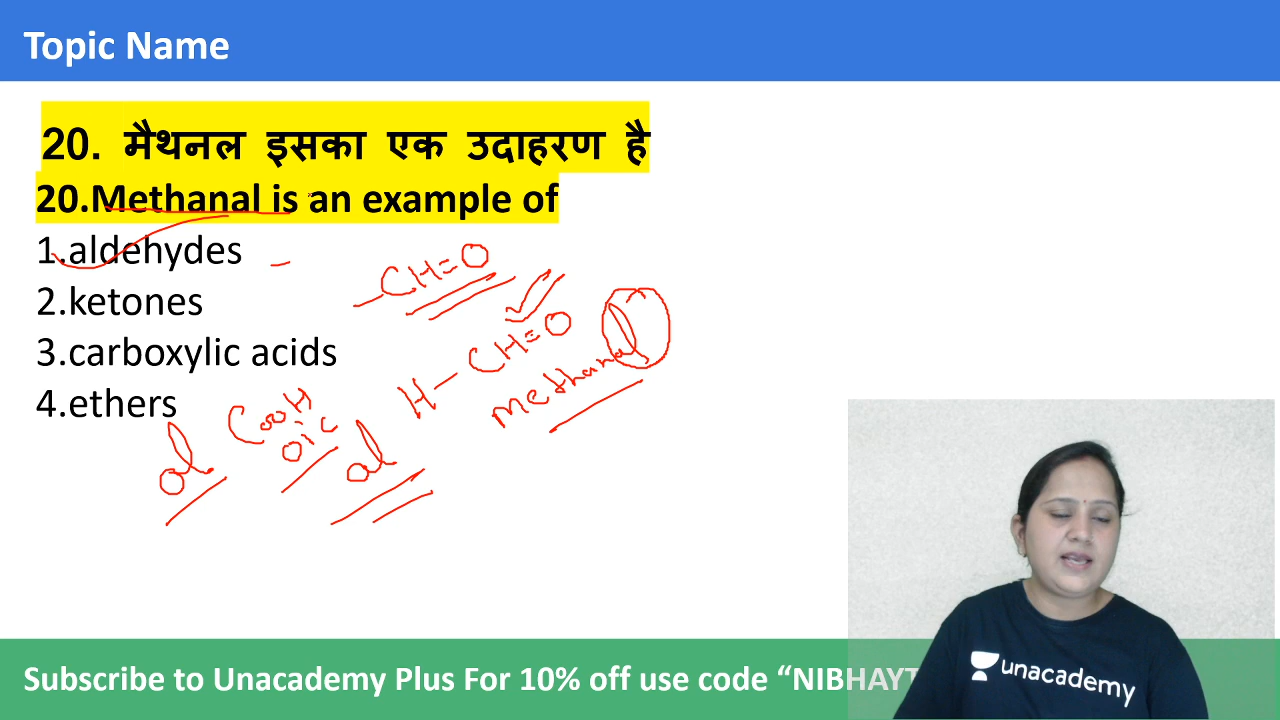 Topic Name
20. मैथनल इसका एक उदाहरण है
20.Methanal is an example of
1.aldehydes
2.ketones
3.carboxylic acids
4.ethers
–CH=O
H–CH=O
methanal
COOH
oic
al
al
unacademy
Subscribe to Unacademy Plus For 10% off use code “NIBHAYT